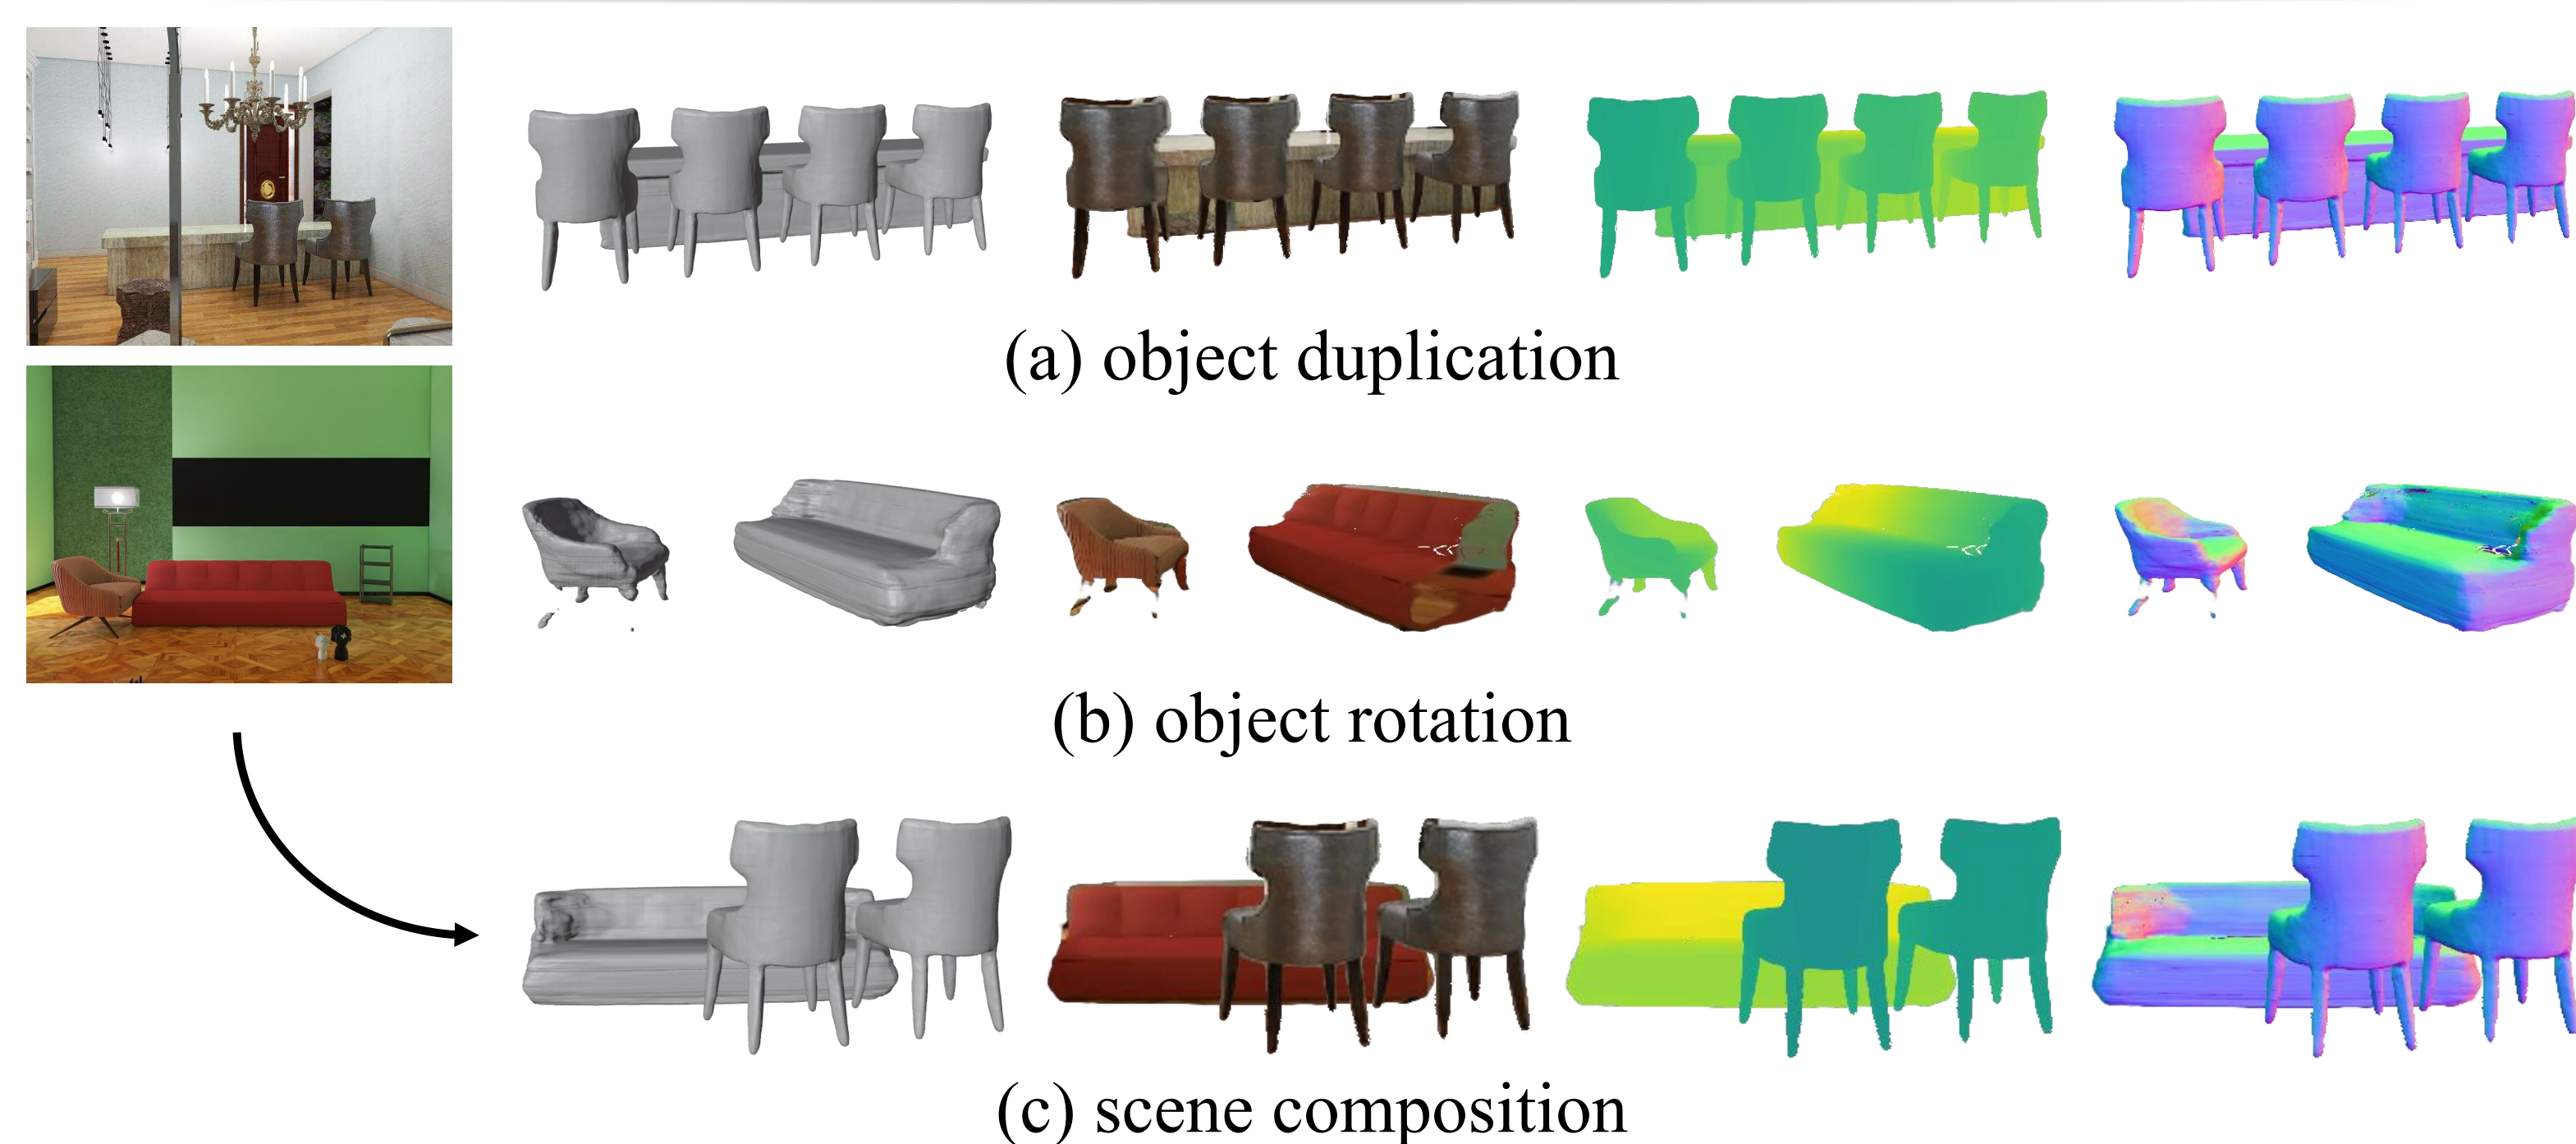 (a) object duplication
(b) object rotation
(c) scene composition